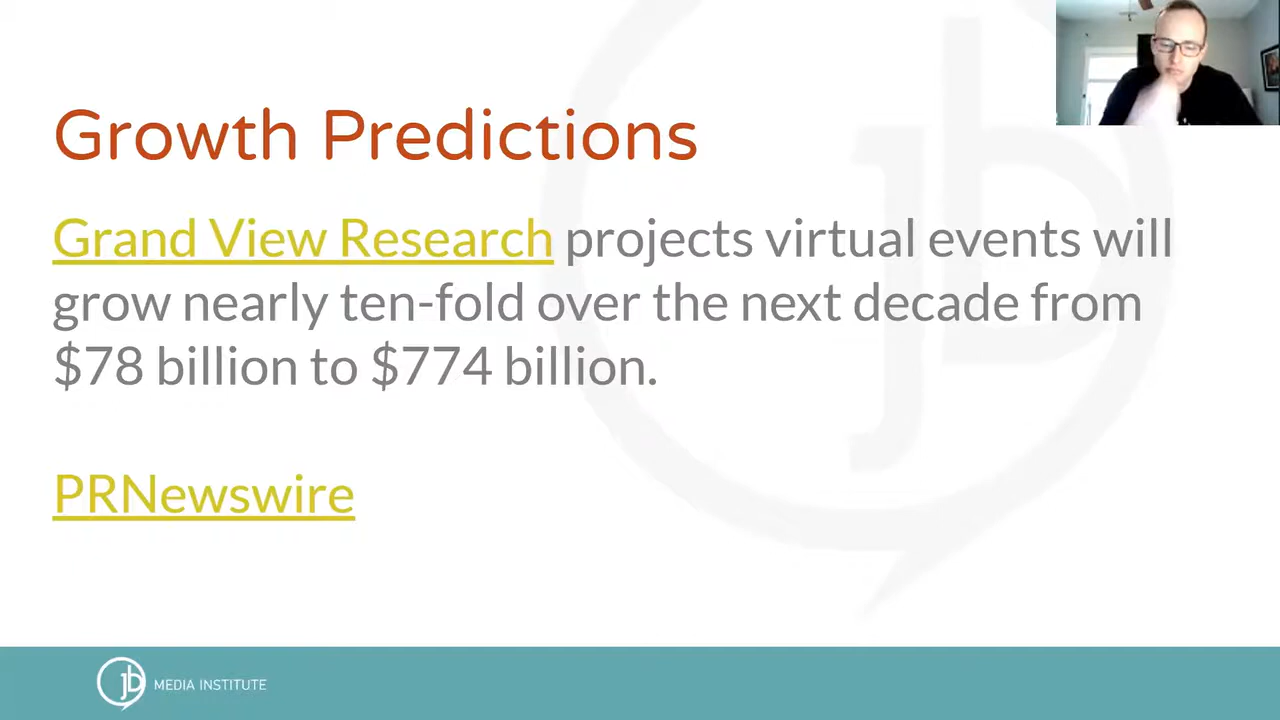 Growth Predictions
Grand View Research projects virtual events will
grow nearly ten-fold over the next decade from
$78 billion to $774 billion.
PRNewswire
jb MEDIA INSTITUTE